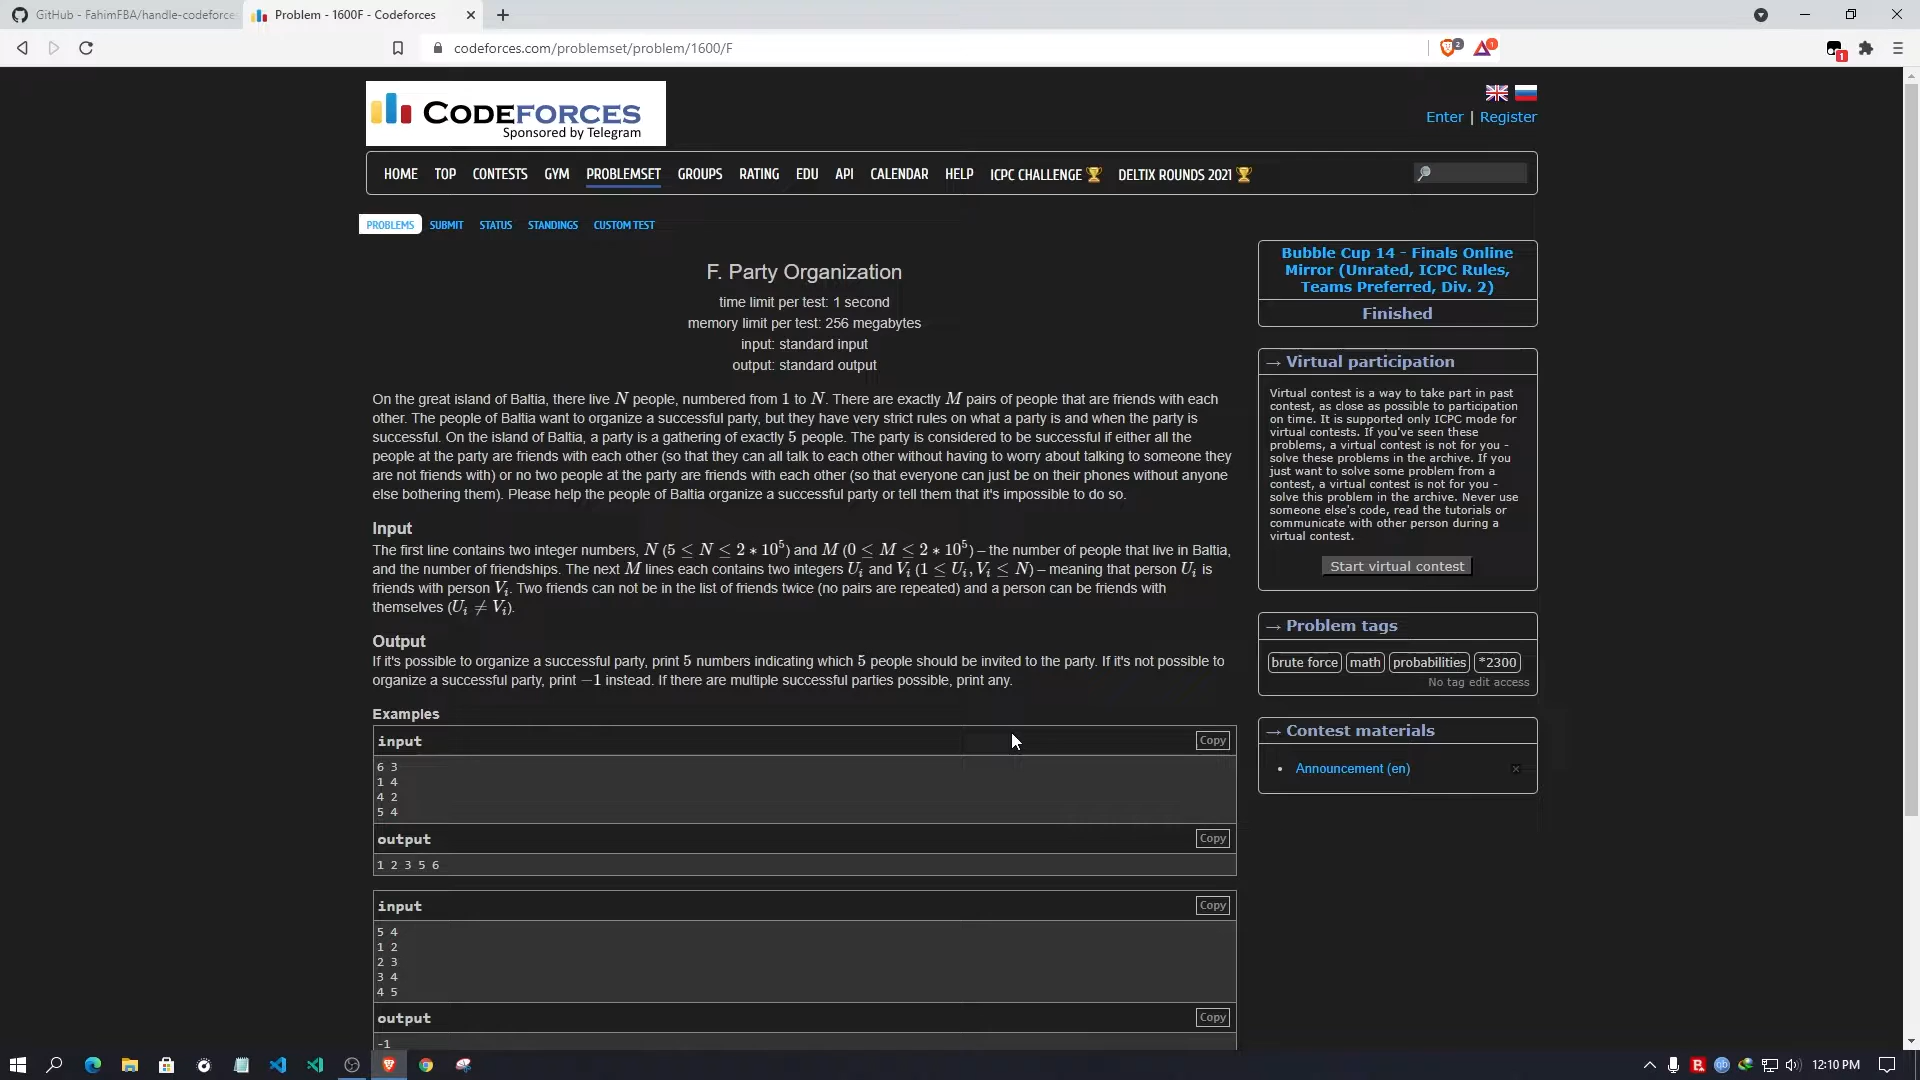 GitHub - FahimFBA/handle-codeforce
Problem - 1600F - Codeforces
codeforces.com/problemset/problem/1600/F
2
1
1
CODEFORCES
Sponsored by Telegram
Enter | Register
HOME TOP CONTESTS GYM PROBLEMSET GROUPS RATING EDU API CALENDAR HELP ICPC CHALLENGE DELTIX ROUNDS 2021
PROBLEMS SUBMIT STATUS STANDINGS CUSTOM TEST
F. Party Organization
time limit per test: 1 second
memory limit per test: 256 megabytes
input: standard input
output: standard output
On the great island of Baltia, there live N people, numbered from 1 to N. There are exactly M pairs of people that are friends with each
other. The people of Baltia want to organize a successful party, but they have very strict rules on what a party is and when the party is
successful. On the island of Baltia, a party is a gathering of exactly 5 people. The party is considered to be successful if either all the
people at the party are friends with each other (so that they can all talk to each other without having to worry about talking to someone they
are not friends with) or no two people at the party are friends with each other (so that everyone can just be on their phones without anyone
else bothering them). Please help the people of Baltia organize a successful party or tell them that it's impossible to do so.
Input
The first line contains two integer numbers, N (5 ≤ N ≤ 2 * 10^5) and M (0 ≤ M ≤ 2 * 10^5) – the number of people that live in Baltia,
and the number of friendships. The next M lines each contains two integers U_i and V_i (1 ≤ U_i, V_i ≤ N) – meaning that person U_i is
friends with person V_i. Two friends can not be in the list of friends twice (no pairs are repeated) and a person can be friends with
themselves (U_i ≠ V_i).
Output
If it's possible to organize a successful party, print 5 numbers indicating which 5 people should be invited to the party. If it's not possible to
organize a successful party, print −1 instead. If there are multiple successful parties possible, print any.
Examples
input
Copy
6 3
1 4
4 2
5 4
output
Copy
1 2 3 5 6
input
Copy
5 4
1 2
2 3
3 4
4 5
output
Copy
-1
Bubble Cup 14 - Finals Online
Mirror (Unrated, ICPC Rules,
Teams Preferred, Div. 2)
Finished
→ Virtual participation
Virtual contest is a way to take part in past
contest, as close as possible to participation
on time. It is supported only ICPC mode for
virtual contests. If you've seen these
problems, a virtual contest is not for you -
solve these problems in the archive. If you
just want to solve some problem from a
contest, a virtual contest is not for you -
solve this problem in the archive. Never use
someone else's code, read the tutorials or
communicate with other person during a
virtual contest.
Start virtual contest
→ Problem tags
brute force math probabilities *2300
No tag edit access
→ Contest materials
Announcement (en)
12:10 PM